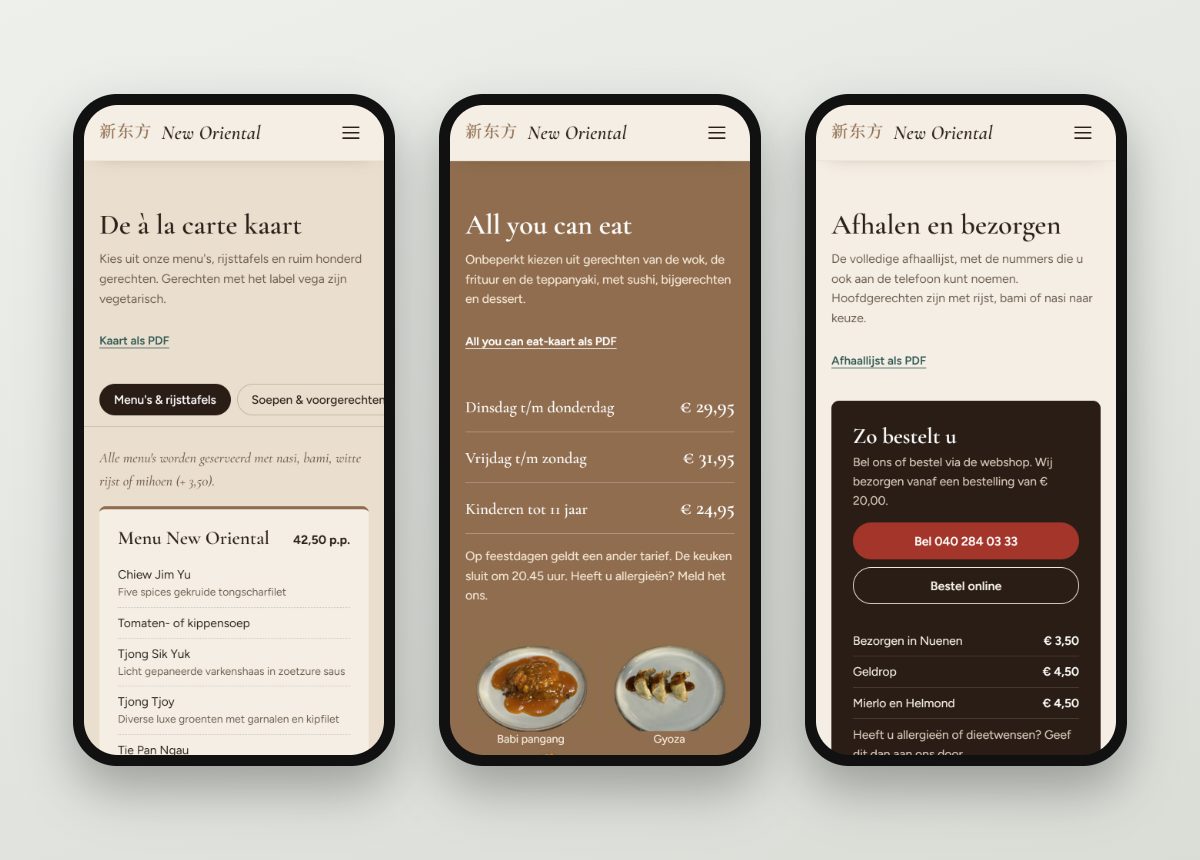 新东方 New Oriental
De à la carte kaart
Kies uit onze menu's, rijsttafels en ruim honderd
gerechten. Gerechten met het label vega zijn
vegetarisch.
Kaart als PDF
Menu's & rijsttafels
Soepen & voorgerechten
Alle menu's worden geserveerd met nasi, bami, witte
rijst of mihoen (+ 3,50).
Menu New Oriental 42,50 p.p.
Chiew Jim Yu
Five spices gekruide tongscharfilet
Tomaten- of kippensoep
Tjong Sik Yuk
Licht gepaneerde varkenshaas in zoetzure saus
Tjong Tjoy
Diverse luxe groenten met garnalen en kipfilet
Tie Pan Ngau
新东方 New Oriental
All you can eat
Onbeperkt kiezen uit gerechten van de wok, de
frituur en de teppanyaki, met sushi, bijgerechten
en dessert.
All you can eat-kaart als PDF
Dinsdag t/m donderdag € 29,95
Vrijdag t/m zondag € 31,95
Kinderen tot 11 jaar € 24,95
Op feestdagen geldt een ander tarief. De keuken
sluit om 20.45 uur. Heeft u allergieën? Meld het
ons.
Babi pangang
Gyoza
新东方 New Oriental
Afhalen en bezorgen
De volledige afhaallijst, met de nummers die u
ook aan de telefoon kunt noemen.
Hoofdgerechten zijn met rijst, bami of nasi naar
keuze.
Afhaallijst als PDF
Zo bestelt u
Bel ons of bestel via de webshop. Wij
bezorgen vanaf een bestelling van €
20,00.
Bel 040 284 03 33
Bestel online
Bezorgen in Nuenen € 3,50
Geldrop € 4,50
Mierlo en Helmond € 4,50
Heeft u allergieën of dieetwensen? Geef
dit dan aan ons door